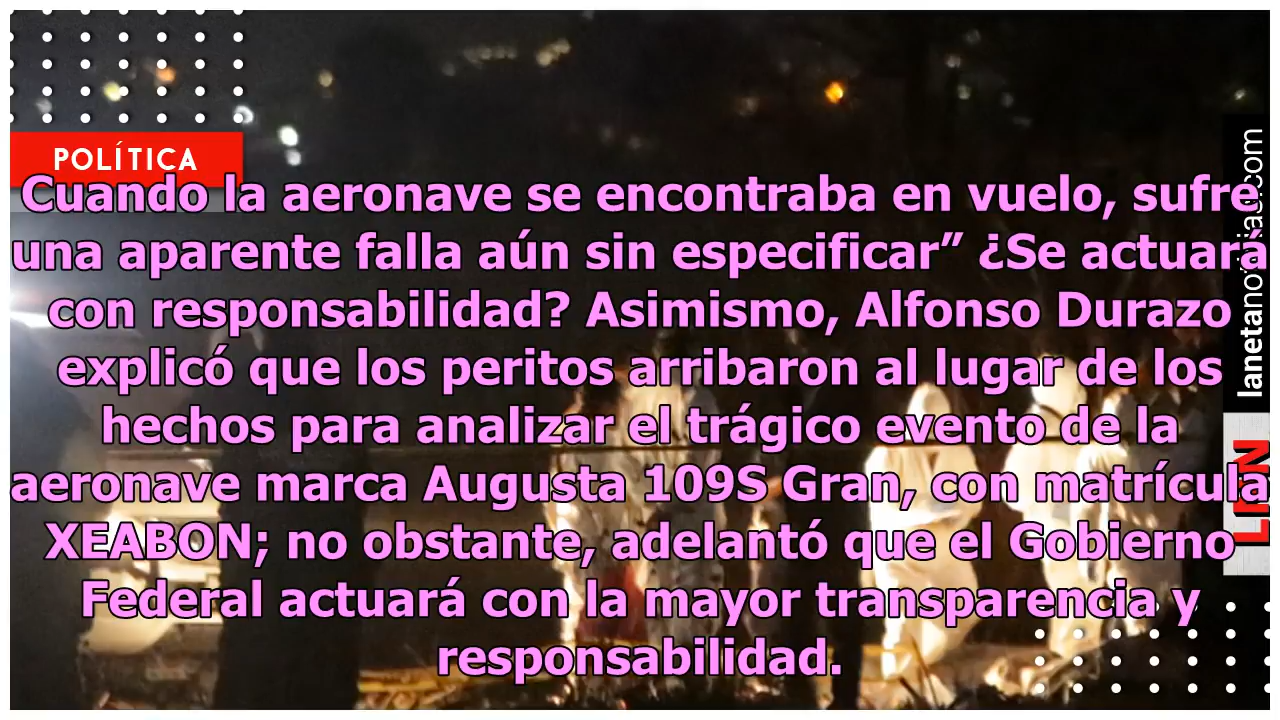 POLÍTICA
Cuando la aeronave se encontraba en vuelo, sufre
una aparente falla aún sin especificar” ¿Se actuará
con responsabilidad? Asimismo, Alfonso Durazo
explicó que los peritos arribaron al lugar de los
hechos para analizar el trágico evento de la
aeronave marca Augusta 109S Gran, con matrícula
XEABON; no obstante, adelantó que el Gobierno
Federal actuará con la mayor transparencia y
responsabilidad.
lanetanoticias.com